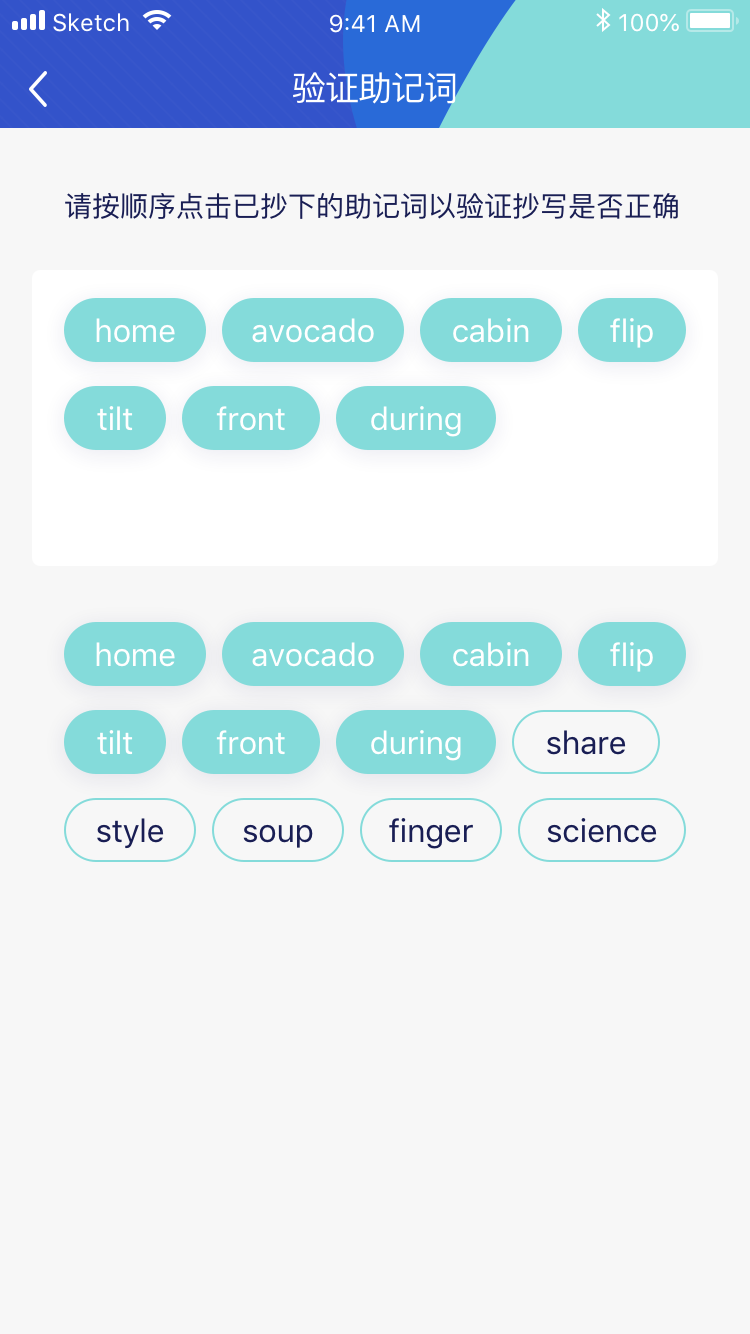 Sketch 9:41 AM 100%
验证助记词
请按顺序点击已抄下的助记词以验证抄写是否正确
home avocado cabin flip
tilt front during
home avocado cabin flip
tilt front during share
style soup finger science